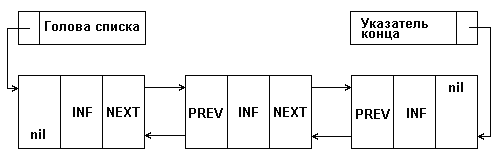 Голова списка
Указатель
конца
nil
INF
NEXT
PREV
INF
NEXT
PREV
INF
nil